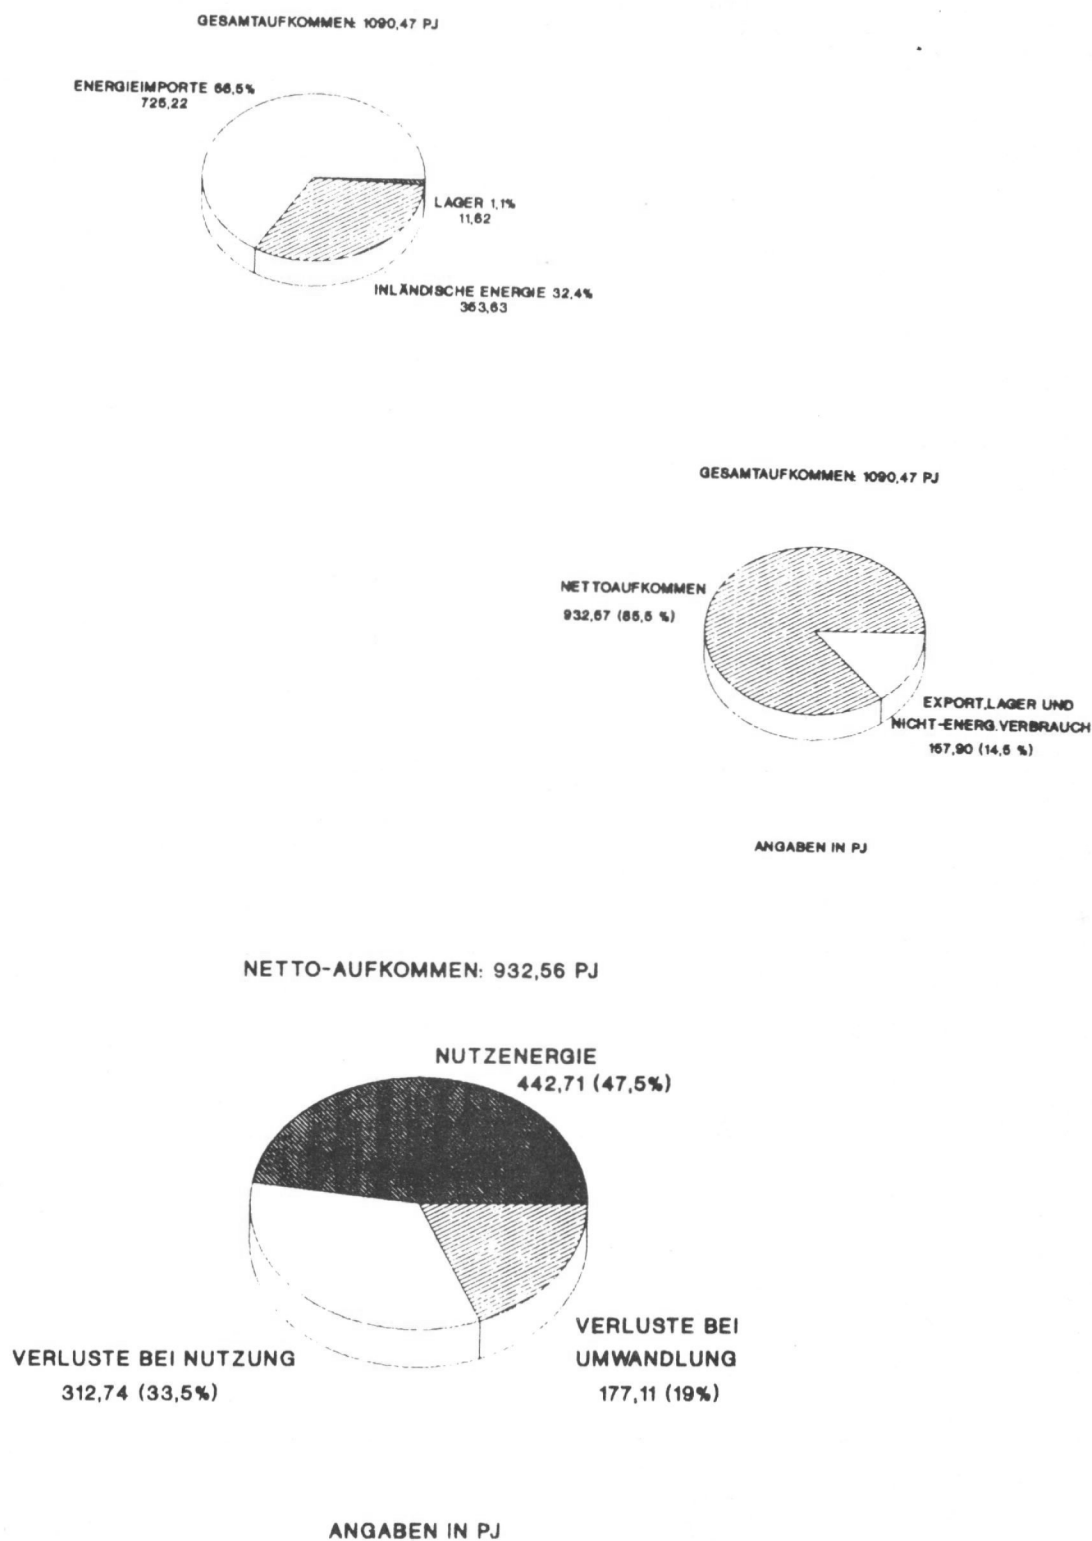 GESAMTAUFKOMMEN: 1090,47 PJ
ENERGIEIMPORTE 66,5%
725,22
LAGER 1,1%
11,62
INLÄNDISCHE ENERGIE 32,4%
353,63
GESAMTAUFKOMMEN: 1090,47 PJ
NETTOAUFKOMMEN
932,57 (85,5 %)
EXPORT,LAGER UND
NICHT-ENERG.VERBRAUCH
157,90 (14,5 %)
ANGABEN IN PJ
NETTO-AUFKOMMEN: 932,56 PJ
NUTZENERGIE
442,71 (47,5%)
VERLUSTE BEI
UMWANDLUNG
177,11 (19%)
VERLUSTE BEI NUTZUNG
312,74 (33,5%)
ANGABEN IN PJ